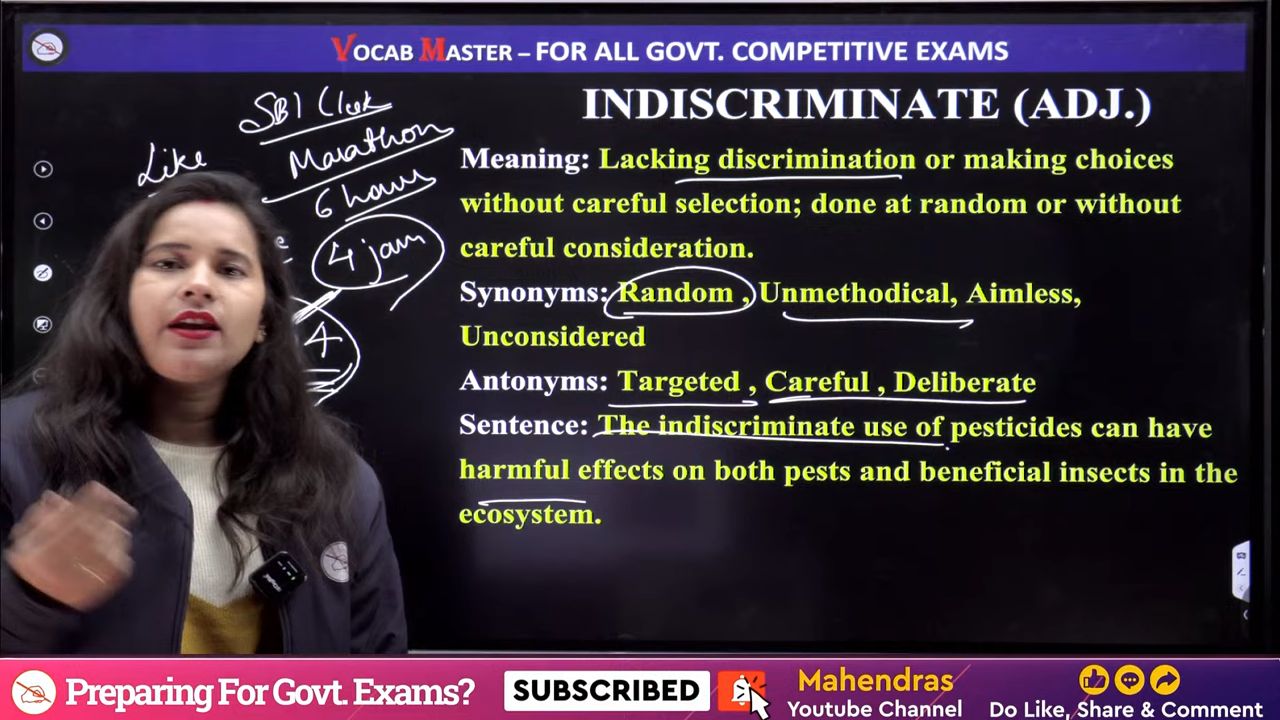 VOCAB MASTER – FOR ALL GOVT. COMPETITIVE EXAMS
SBI Clerk
Marathon
6 hours
Like
4 jan
4
INDISCRIMINATE (ADJ.)
Meaning: Lacking discrimination or making choices
without careful selection; done at random or without
careful consideration.
Synonyms: Random , Unmethodical, Aimless,
Unconsidered
Antonyms: Targeted , Careful , Deliberate
Sentence: The indiscriminate use of pesticides can have
harmful effects on both pests and beneficial insects in the
ecosystem.
Preparing For Govt. Exams?
SUBSCRIBED
Mahendras
Youtube Channel
Do Like, Share & Comment